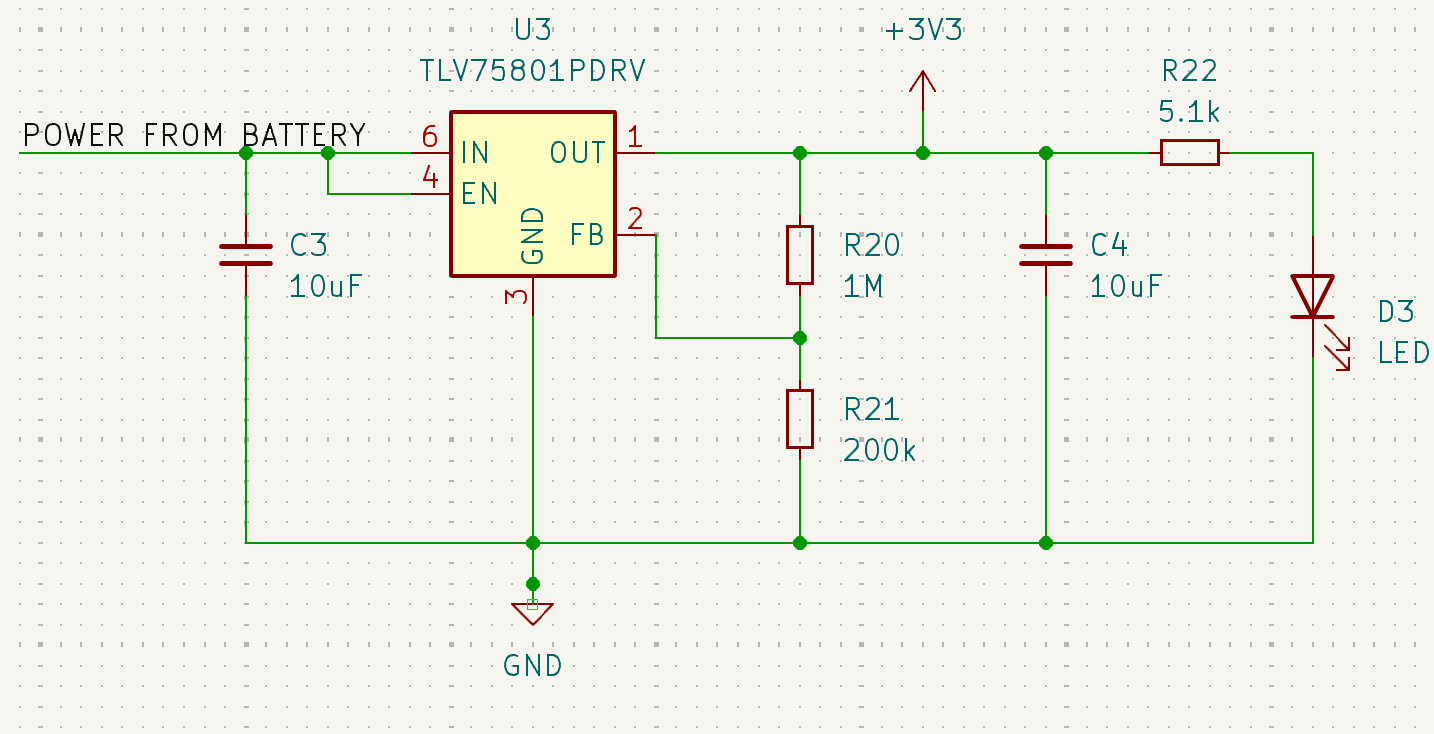 U3
TLV75801PDRV
+3V3
R22
5.1k
POWER FROM BATTERY
6
IN
OUT
1
4
EN
GND
FB
2
3
C3
10uF
R20
1M
C4
10uF
D3
LED
R21
200k
GND